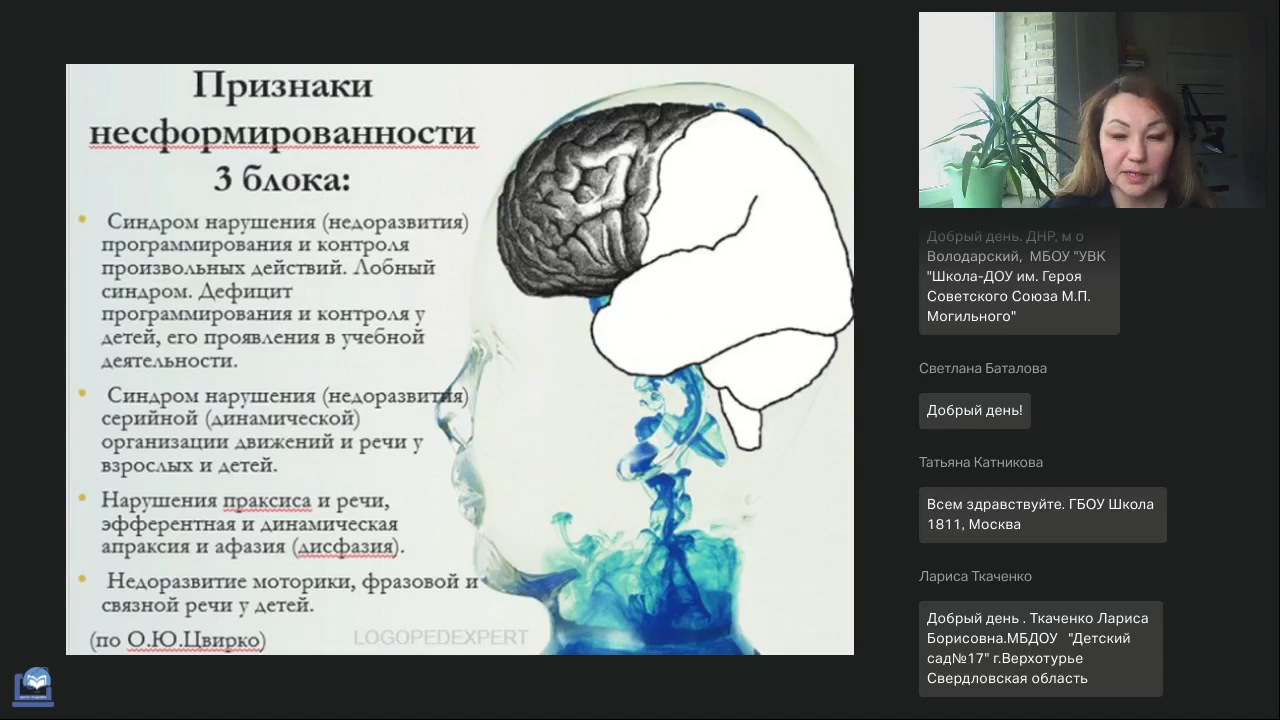 Признаки
несформированности
3 блока:
• Синдром нарушения (недоразвития)
программирования и контроля
произвольных действий. Лобный
синдром. Дефицит
программирования и контроля у
детей, его проявления в учебной
деятельности.
• Синдром нарушения (недоразвития)
серийной (динамической)
организации движений и речи у
взрослых и детей.
• Нарушения праксиса и речи,
эфферентная и динамическая
апраксия и афазия (дисфазия).
• Недоразвитие моторики, фразовой и
связной речи у детей.
(по О.Ю.Цвирко)
LOGOPEDEXPERT
Добрый день. ДНР, м о
Володарский, МБОУ "УВК
"Школа-ДОУ им. Героя
Советского Союза М.П.
Могильного"
Светлана Баталова
Добрый день!
Татьяна Катникова
Всем здравствуйте. ГБОУ Школа
1811, Москва
Лариса Ткаченко
Добрый день . Ткаченко Лариса
Борисовна.МБДОУ "Детский
сад№17" г.Верхотурье
Свердловская область